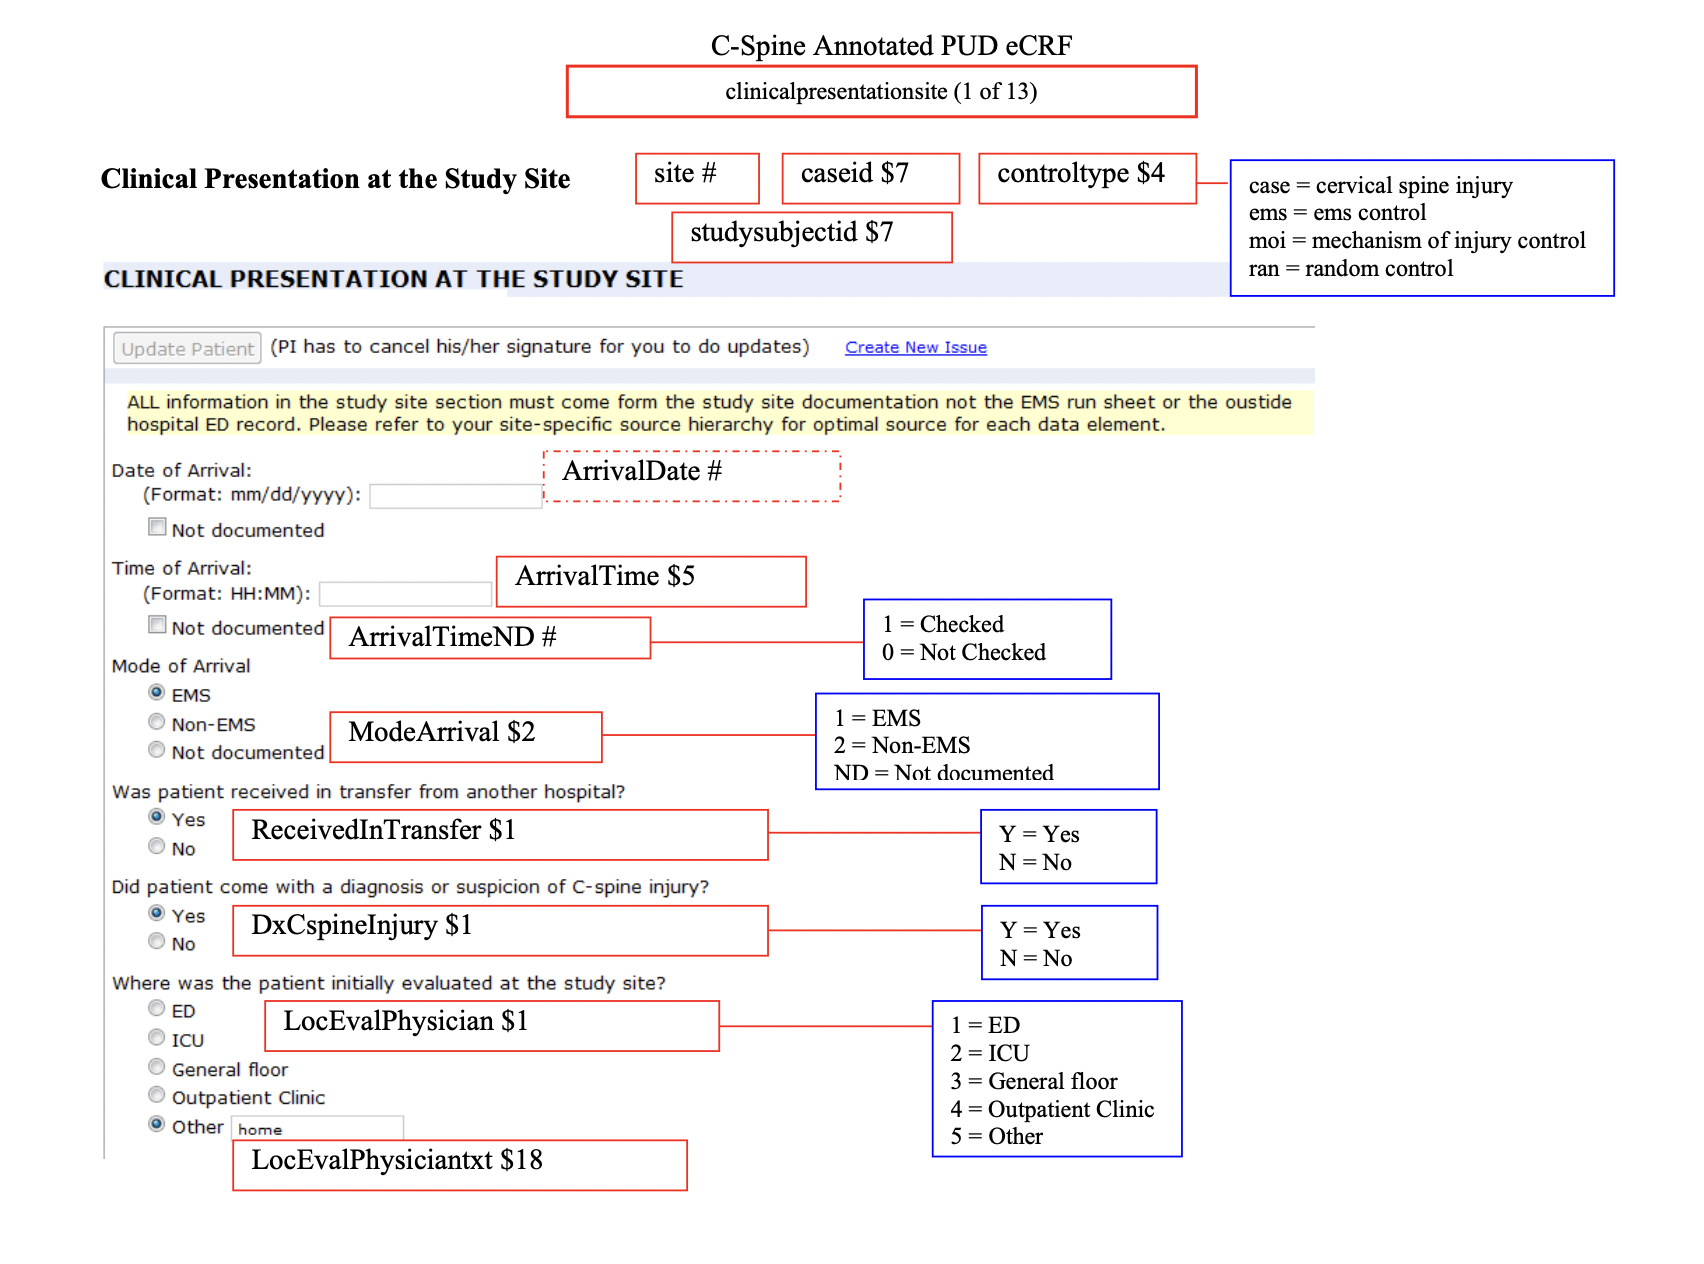 C-Spine Annotated PUD eCRF
clinicalpresentationsite (1 of 13)
Clinical Presentation at the Study Site
site #
caseid $7
controltype $4
case = cervical spine injury
ems = ems control
moi = mechanism of injury control
ran = random control
studysubjectid $7
CLINICAL PRESENTATION AT THE STUDY SITE
Update Patient (PI has to cancel his/her signature for you to do updates) Create New Issue
ALL information in the study site section must come form the study site documentation not the EMS run sheet or the oustide
hospital ED record. Please refer to your site-specific source hierarchy for optimal source for each data element.
Date of Arrival:
ArrivalDate #
(Format: mm/dd/yyyy):
Not documented
Time of Arrival:
ArrivalTime $5
(Format: HH:MM):
Not documented
ArrivalTimeND #
1 = Checked
0 = Not Checked
Mode of Arrival
EMS
Non-EMS
Not documented
ModeArrival $2
1 = EMS
2 = Non-EMS
ND = Not documented
Was patient received in transfer from another hospital?
Yes
No
ReceivedInTransfer $1
Y = Yes
N = No
Did patient come with a diagnosis or suspicion of C-spine injury?
Yes
No
DxCspineInjury $1
Y = Yes
N = No
Where was the patient initially evaluated at the study site?
ED
ICU
General floor
Outpatient Clinic
Other home
LocEvalPhysician $1
1 = ED
2 = ICU
3 = General floor
4 = Outpatient Clinic
5 = Other
LocEvalPhysiciantxt $18